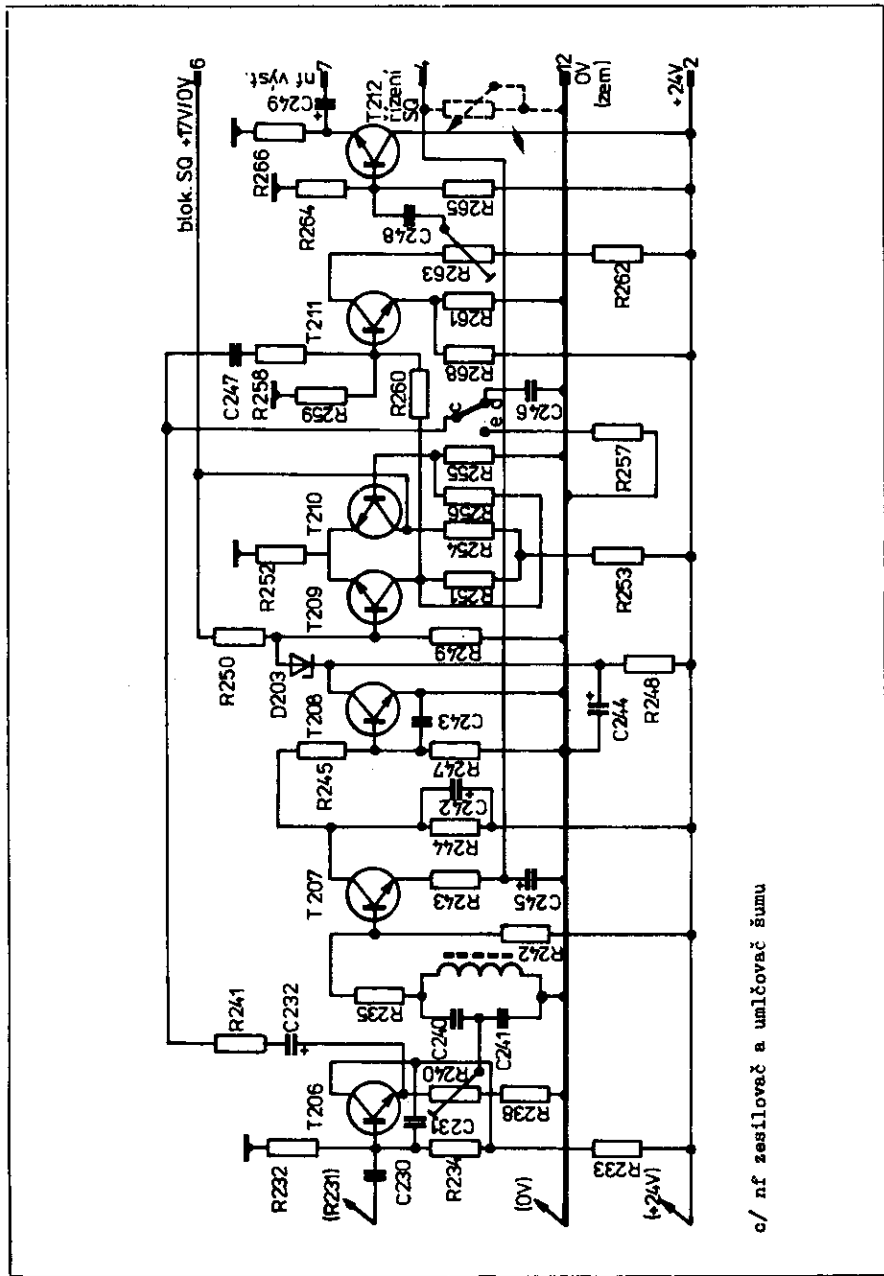 6
blok. SQ +17V/0V
7
nf výst.
C249
T212
řízení
SQ
4
12
0V
(zem)
+24V
2
R266
R264
C248
R265
R263
R262
T211
R261
R268
C247
R258
R259
R260
c
d
e
C246
R257
T210
R255
R256
R254
R252
R251
R253
T209
R250
R249
D203
T208
C243
R248
C244
R245
R247
C242
R244
T207
R243
C245
R242
R235
C240
C241
R241
C232
T206
R240
C231
R238
R232
(R231)
C230
R234
R233
(0V)
(+24V)
c/ nf zesilovač a umlčovač šumu